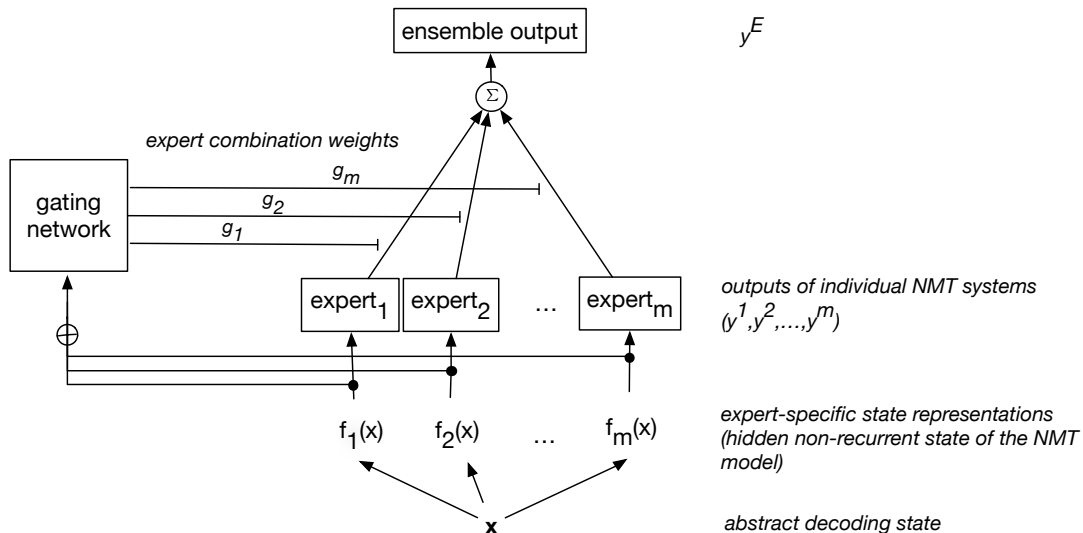 ensemble output
y^E
Σ
expert combination weights
g_m
gating
network
g_2
g_1
expert_1
expert_2
...
expert_m
outputs of individual NMT systems
(y^1,y^2,...,y^m)
f_1(x)
f_2(x)
...
f_m(x)
expert-specific state representations
(hidden non-recurrent state of the NMT
model)
x
abstract decoding state